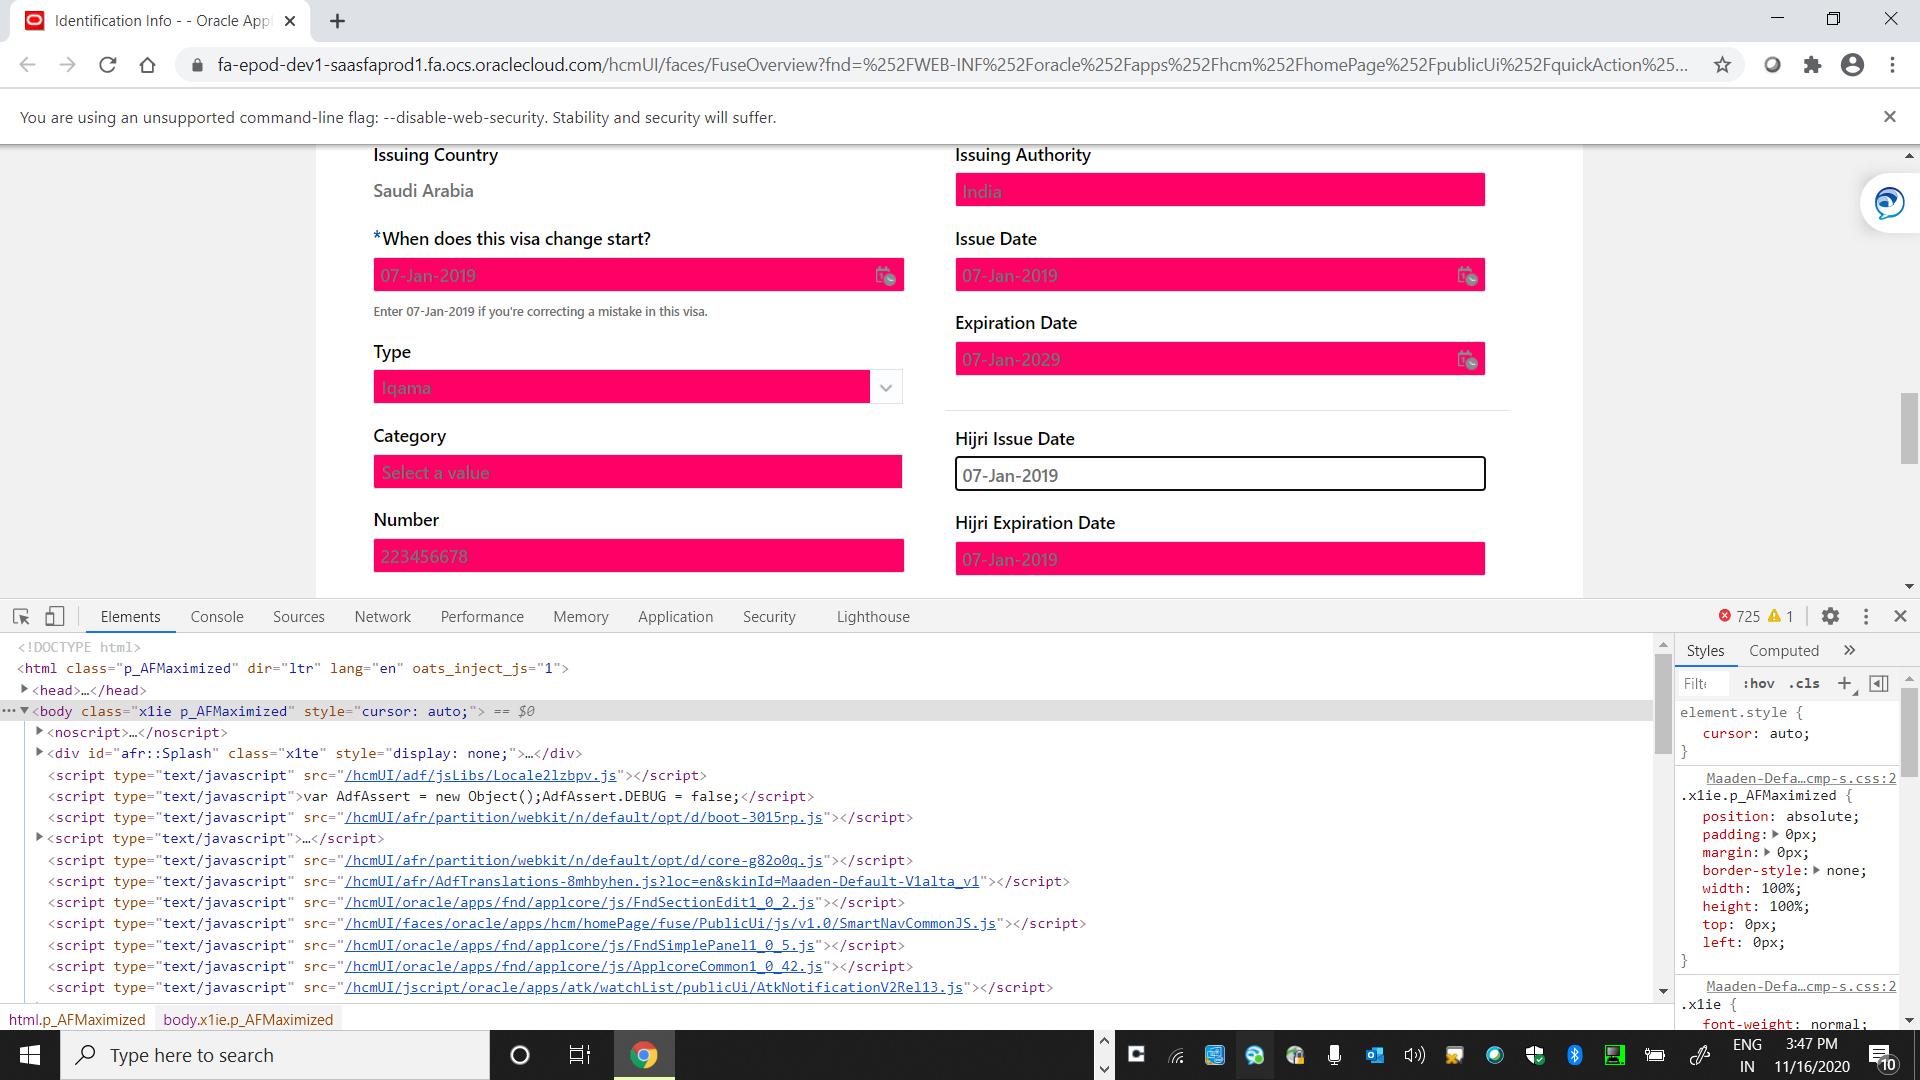 Identification Info - - Oracle Appl
fa-epod-dev1-saasfaprod1.fa.ocs.oraclecloud.com/hcmUI/faces/FuseOverview?fnd=%252FWEB-INF%252Foracle%252Fapps%252Fhcm%252FhomePage%252FpublicUi%252FquickAction%25...
You are using an unsupported command-line flag: --disable-web-security. Stability and security will suffer.
Issuing Country
Saudi Arabia
*When does this visa change start?
07-Jan-2019
Enter 07-Jan-2019 if you're correcting a mistake in this visa.
Type
Iqama
Category
Select a value
Number
223456678
Issuing Authority
India
Issue Date
07-Jan-2019
Expiration Date
07-Jan-2029
Hijri Issue Date
07-Jan-2019
Hijri Expiration Date
07-Jan-2019
Elements Console Sources Network Performance Memory Application Security Lighthouse 725 1
<!DOCTYPE html>
<html class="p_AFMaximized" dir="ltr" lang="en" oats_inject_js="1">
<head>…</head>
<body class="x1ie p_AFMaximized" style="cursor: auto;"> == $0
<noscript>…</noscript>
<div id="afr::Splash" class="x1te" style="display: none;">…</div>
<script type="text/javascript" src="/hcmUI/adf/jsLibs/Locale2lzbpv.js"></script>
<script type="text/javascript">var AdfAssert = new Object();AdfAssert.DEBUG = false;</script>
<script type="text/javascript" src="/hcmUI/afr/partition/webkit/n/default/opt/d/boot-3015rp.js"></script>
<script type="text/javascript">…</script>
<script type="text/javascript" src="/hcmUI/afr/partition/webkit/n/default/opt/d/core-g82o0q.js"></script>
<script type="text/javascript" src="/hcmUI/afr/AdfTranslations-8mhbyhen.js?loc=en&skinId=Maaden-Default-V1alta_v1"></script>
<script type="text/javascript" src="/hcmUI/oracle/apps/fnd/applcore/js/FndSectionEdit1_0_2.js"></script>
<script type="text/javascript" src="/hcmUI/faces/oracle/apps/hcm/homePage/fuse/PublicUi/js/v1.0/SmartNavCommonJS.js"></script>
<script type="text/javascript" src="/hcmUI/oracle/apps/fnd/applcore/js/FndSimplePanel1_0_5.js"></script>
<script type="text/javascript" src="/hcmUI/oracle/apps/fnd/applcore/js/ApplcoreCommon1_0_42.js"></script>
<script type="text/javascript" src="/hcmUI/jscript/oracle/apps/atk/watchList/publicUi/AtkNotificationV2Rel13.js"></script>
html.p_AFMaximized body.x1ie.p_AFMaximized
Styles Computed
:hov .cls
element.style {
cursor: auto;
}
Maaden-Defa…cmp-s.css:2
.x1ie.p_AFMaximized {
position: absolute;
padding: 0px;
margin: 0px;
border-style: none;
width: 100%;
height: 100%;
top: 0px;
left: 0px;
}
Maaden-Defa…cmp-s.css:2
.x1ie {
font-weight: normal;
Type here to search
ENG
IN
3:47 PM
11/16/2020
10